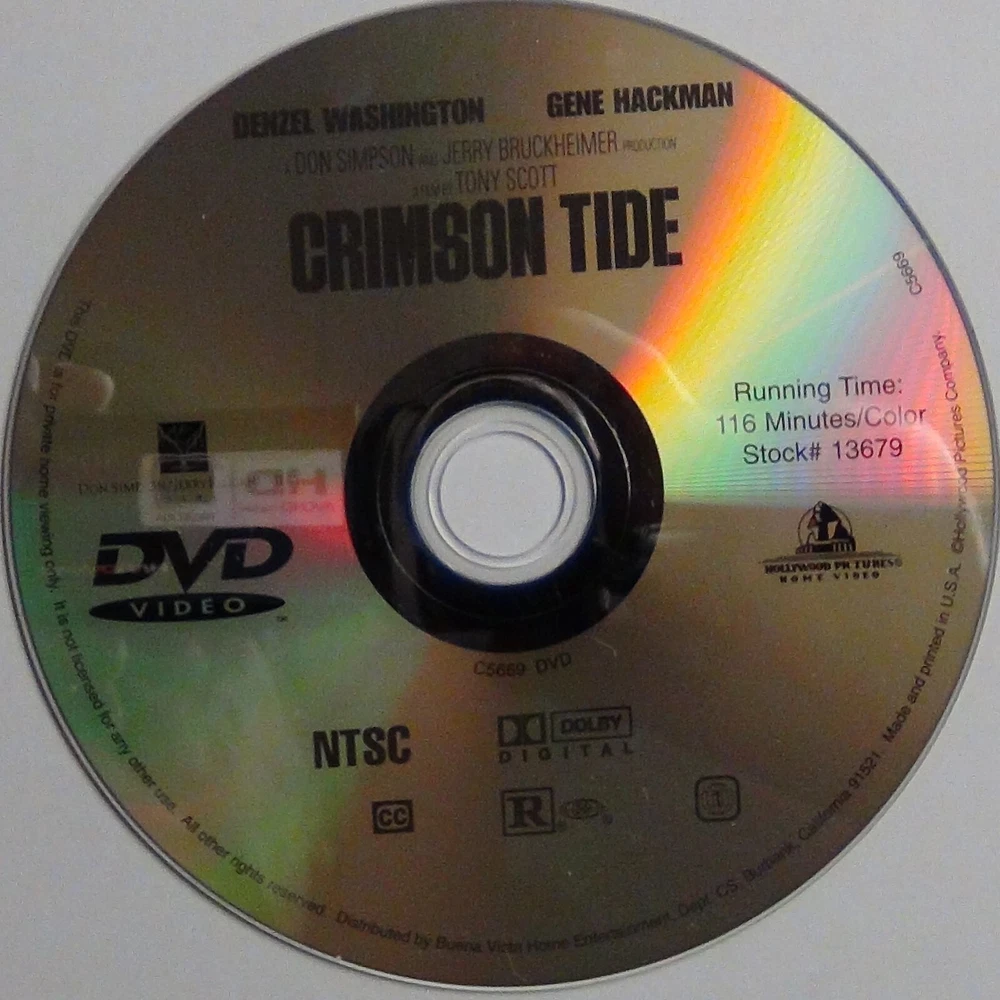 DENZEL WASHINGTON GENE HACKMAN
A DON SIMPSON AND JERRY BRUCKHEIMER PRODUCTION
A FILM BY TONY SCOTT
CRIMSON TIDE
C5669
Running Time:
116 Minutes/Color
Stock# 13679
DVD
VIDEO
HOLLYWOOD PICTURES®
HOME VIDEO
C5669 DVD
NTSC
DOLBY
DIGITAL
CC
R
1
This DVD is for private home viewing only. It is not licensed for any other use. All other rights reserved. Distributed by Buena Vista Home Entertainment, Dept. CS, Burbank, California 91521. Made and printed in U.S.A. ©Hollywood Pictures Company.